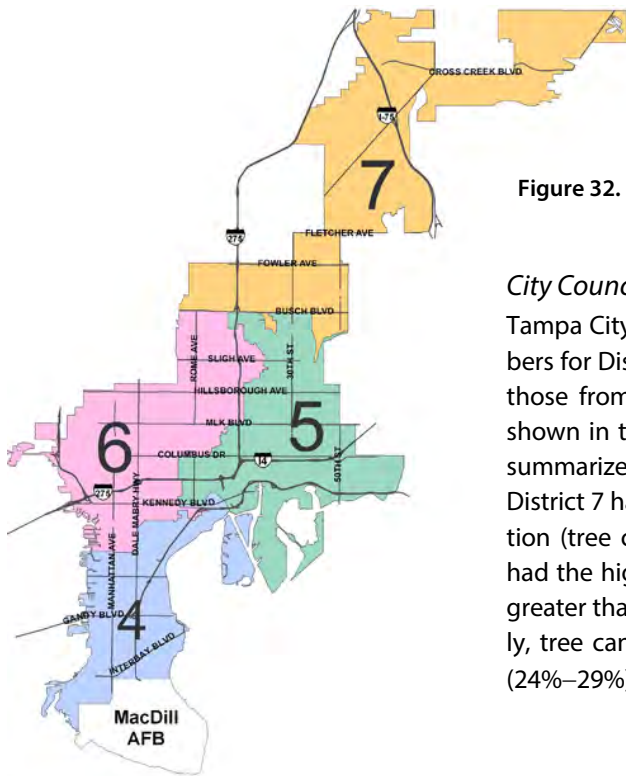 CROSS CREEK BLVD
I-75
7
Figure 32.
275
FLETCHER AVE
FOWLER AVE
BUSCH BLVD
City Counc
Tampa City
bers for Dis
those from
shown in t
summarize
District 7 ha
tion (tree c
had the hig
greater tha
ly, tree can
(24%–29%)
ROME AVE
30TH ST
SLIGH AVE
HILLSBOROUGH AVE
MLK BLVD
6
5
COLUMBUS DR
14
50TH ST
275
KENNEDY BLVD
DALE MABRY HWY
MANHATTAN AVE
GANDY BLVD
4
INTERBAY BLVD
MacDill
AFB